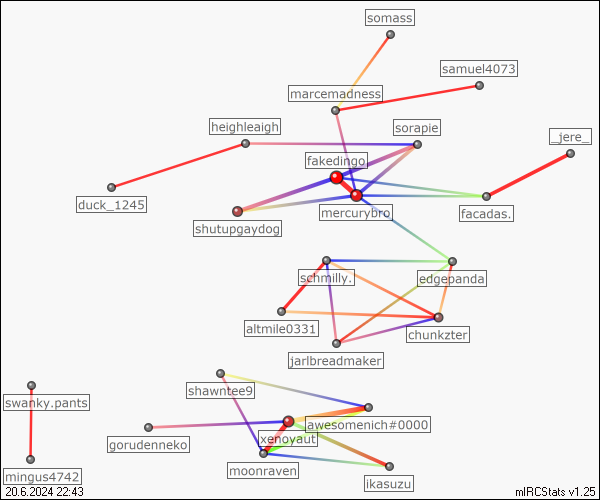 somass
samuel4073
marcemadness
heighleaigh
sorapie
_jere_
fakedingo
duck_1245
mercurybro
facadas.
shutupgaydog
schmilly.
edgepanda
altmile0331
chunkzter
jarlbreadmaker
shawntee9
swanky.pants
awesomenich#0000
xenovaut
gorudenneko
moonraven
mingus4742
ikasuzu
20.6.2024 22:43
mIRCStats v1.25